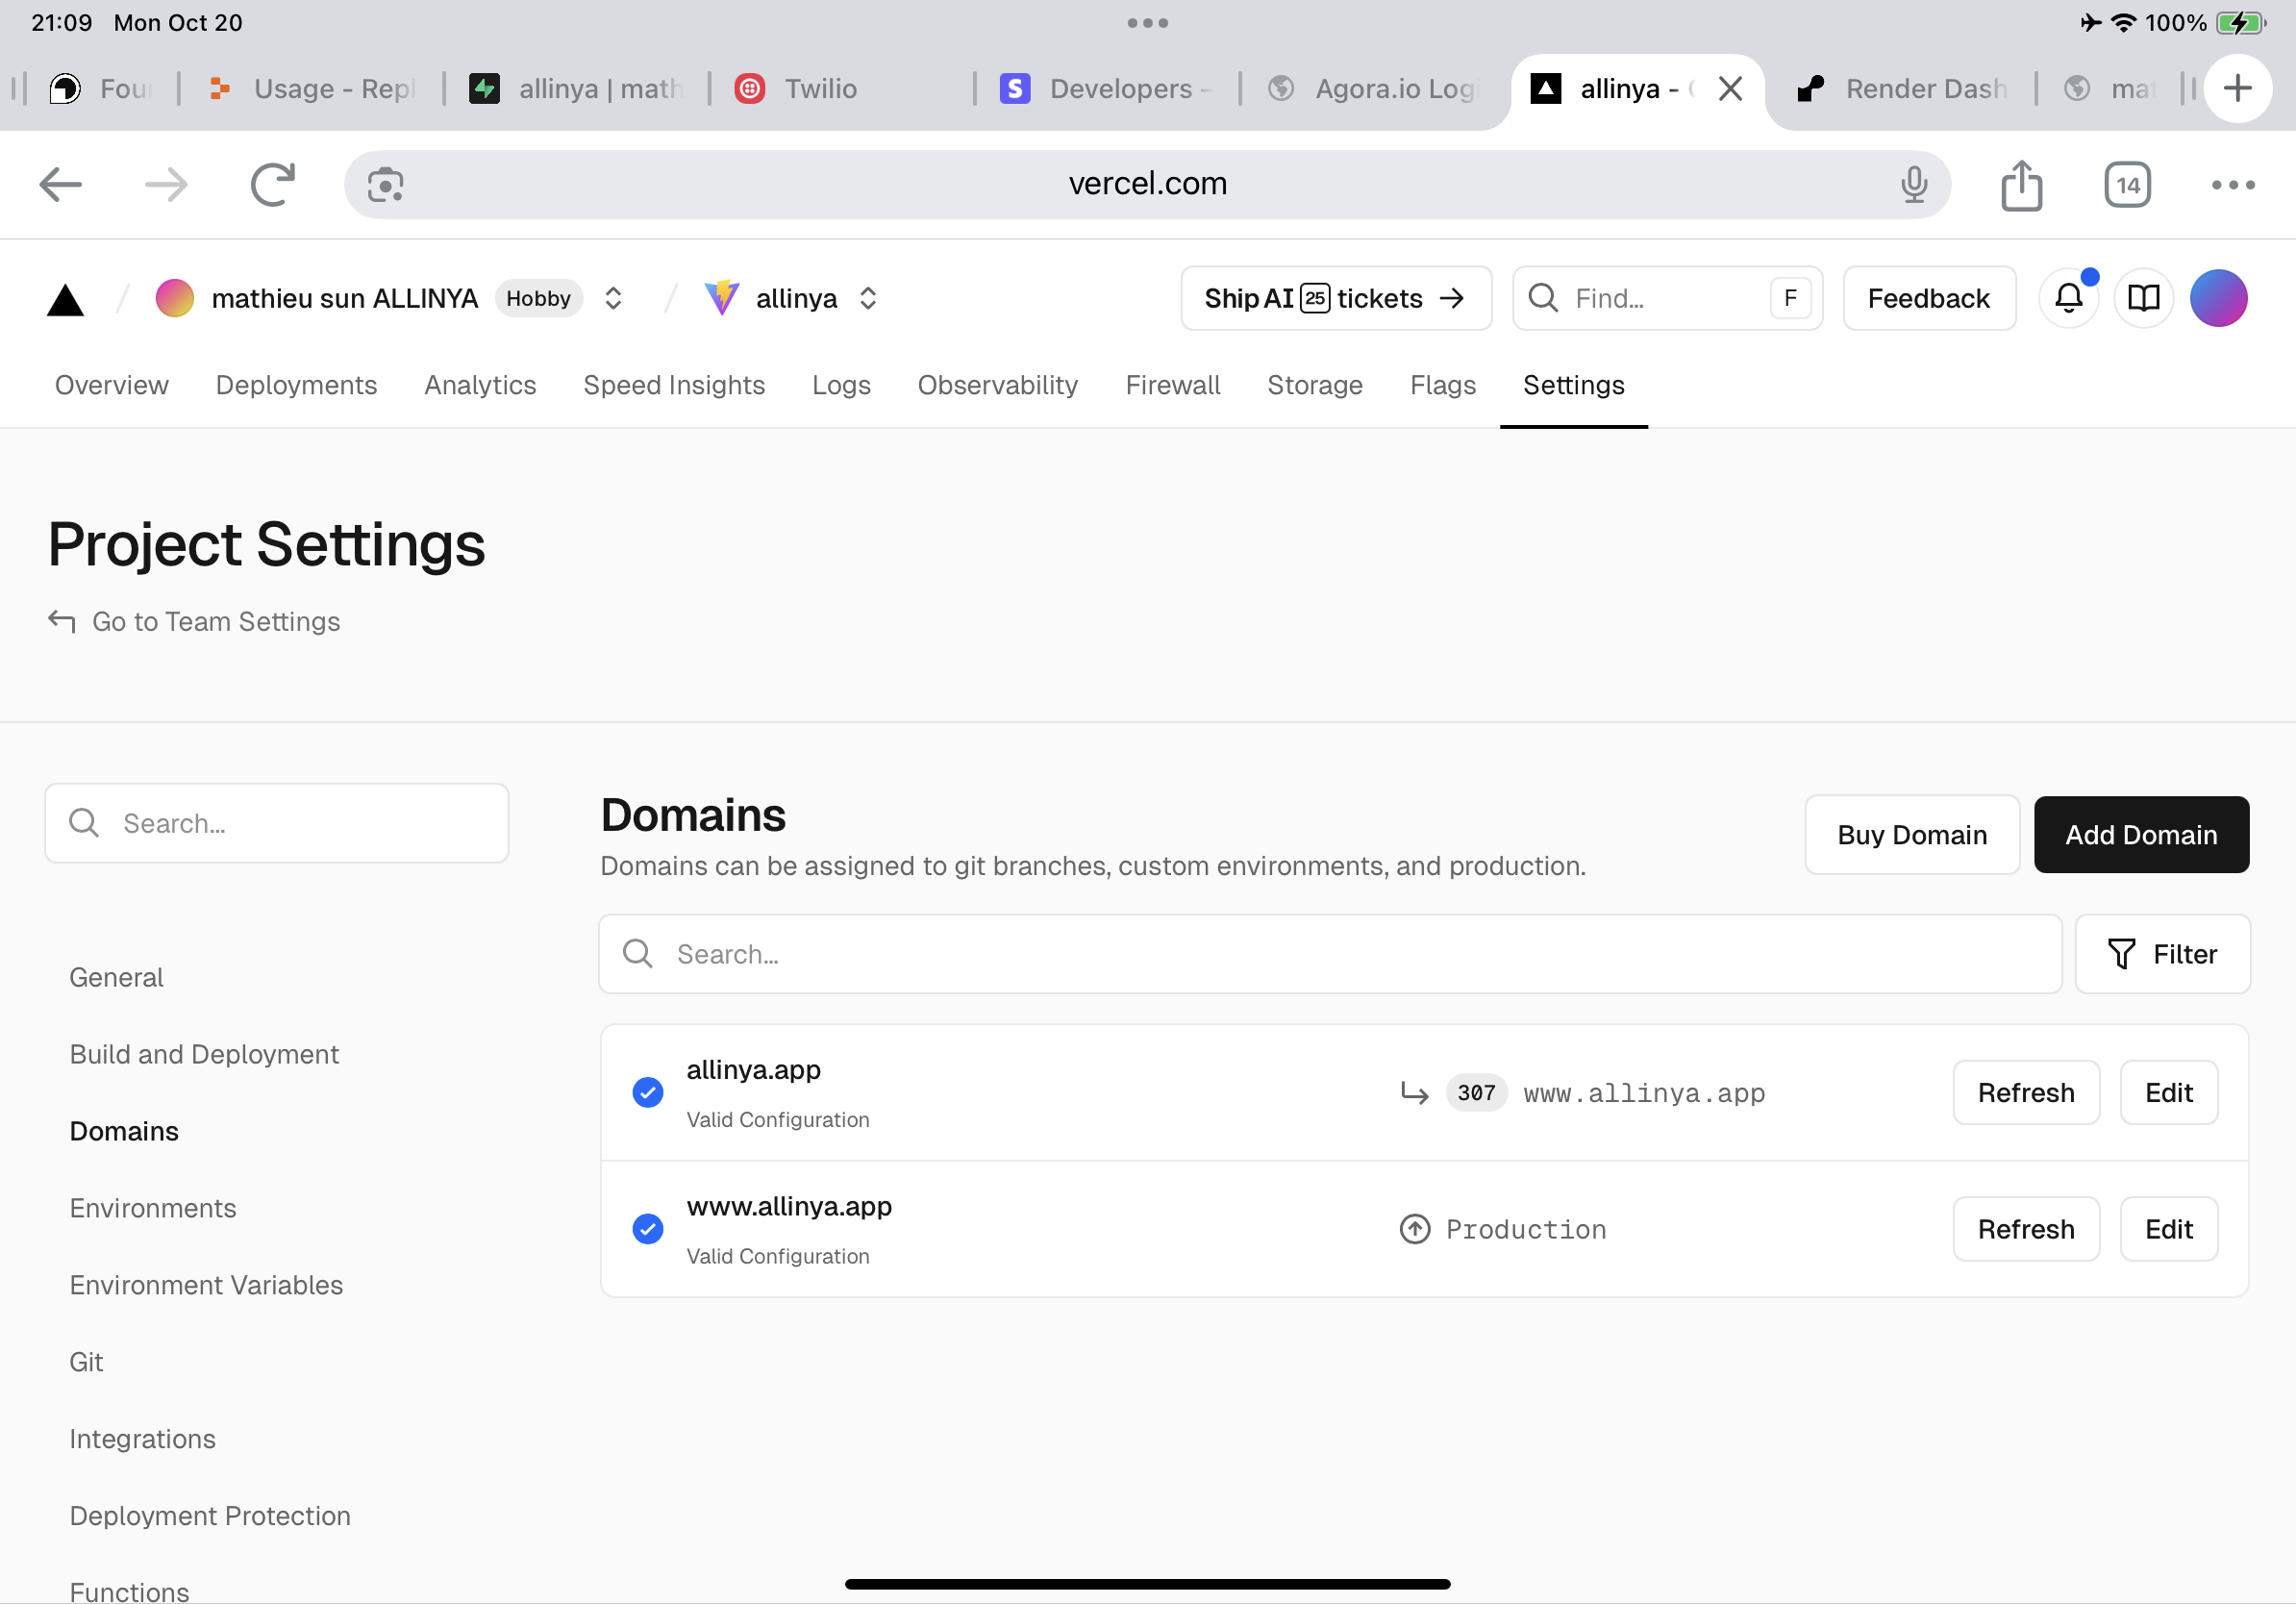 21:09 Mon Oct 20
100%
Usage - Repl
allinya | math
Twilio
Developers -
Agora.io Log
allinya -
Render Dash
vercel.com
14
mathieu sun ALLINYA Hobby
allinya
Ship AI 25 tickets →
Find... F
Feedback
Overview Deployments Analytics Speed Insights Logs Observability Firewall Storage Flags Settings
Project Settings
Go to Team Settings
Search...
General
Build and Deployment
Domains
Environments
Environment Variables
Git
Integrations
Deployment Protection
Functions
Domains
Domains can be assigned to git branches, custom environments, and production.
Buy Domain
Add Domain
Search...
Filter
allinya.app
Valid Configuration
307 www.allinya.app
Refresh
Edit
www.allinya.app
Valid Configuration
Production
Refresh
Edit